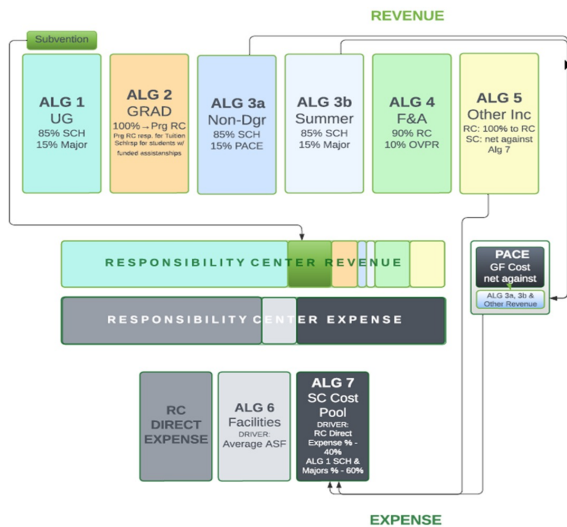 REVENUE
Subvention
ALG 1
UG
85% SCH
15% Major
ALG 2
GRAD
100%→Prg RC
Prg RC resp. for Tuition
Schlrsp for students w/
funded assistantships
ALG 3a
Non-Dgr
85% SCH
15% PACE
ALG 3b
Summer
85% SCH
15% Major
ALG 4
F&A
90% RC
10% OVPR
ALG 5
Other Inc
RC: 100% to RC
SC: net against
Alg 7
RESPONSIBILITY CENTER REVENUE
RESPONSIBILITY CENTER EXPENSE
PACE
GF Cost
net against
ALG 3a, 3b &
Other Revenue
RC
DIRECT
EXPENSE
ALG 6
Facilities
DRIVER:
Average ASF
ALG 7
SC Cost
Pool
DRIVER:
RC Direct
Expense % -
40%
ALG 1 SCH &
Majors % - 60%
EXPENSE